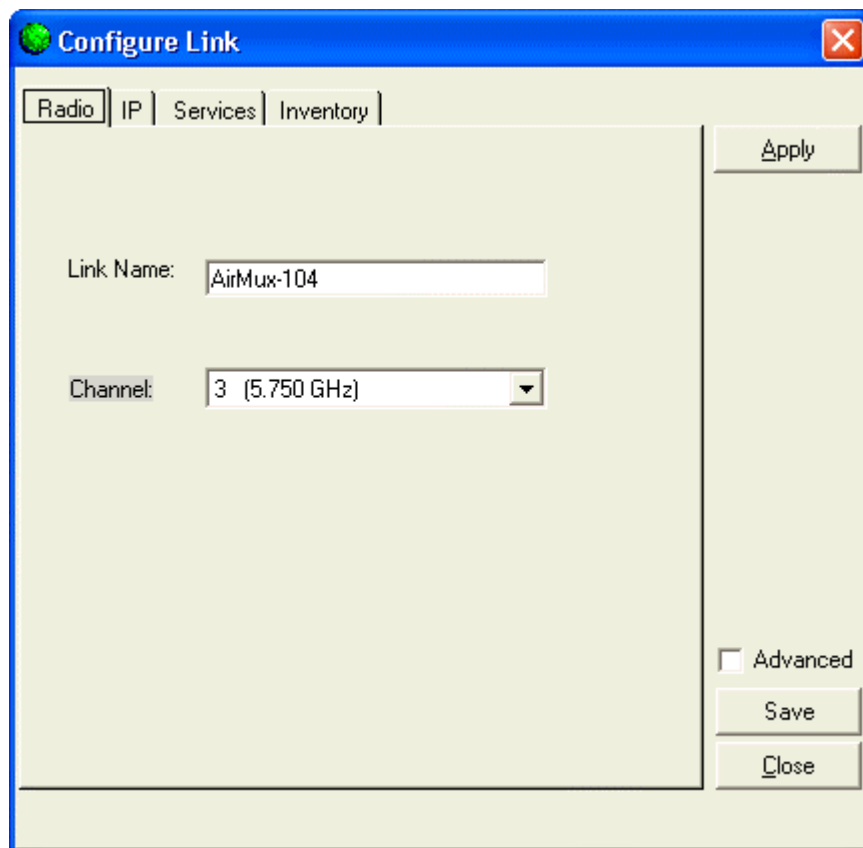 Configure Link
Radio IP Services Inventory
Apply
Link Name: AirMux-104
Channel: 3 (5.750 GHz)
Advanced
Save
Close